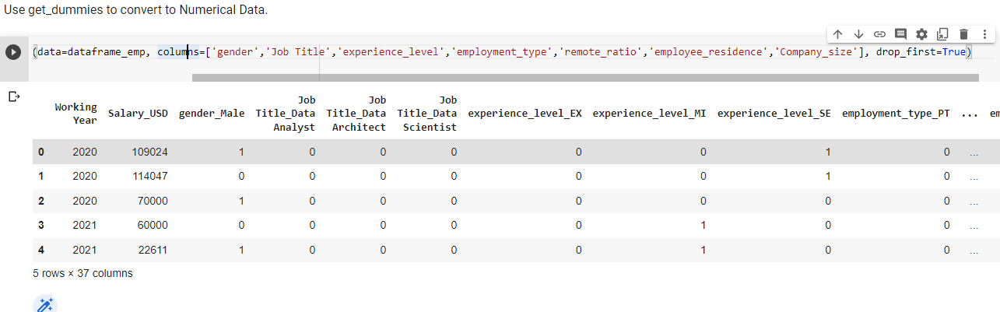 Use get_dummies to convert to Numerical Data.
(data=dataframe_emp, columns=['gender','Job Title','experience_level','employment_type','remote_ratio','employee_residence','Company_size'], drop_first=True)
Working Year Salary_USD gender_Male Job Title_Data Analyst Job Title_Data Architect Job Title_Data Scientist experience_level_EX experience_level_MI experience_level_SE employment_type_PT ... em
0 2020 109024 1 0 0 0 0 0 1 0 ...
1 2020 114047 0 0 0 0 0 0 1 0 ...
2 2020 70000 1 0 0 0 0 0 0 0 ...
3 2021 60000 0 0 0 0 0 1 0 0 ...
4 2021 22611 1 0 0 0 0 1 0 0 ...
5 rows × 37 columns